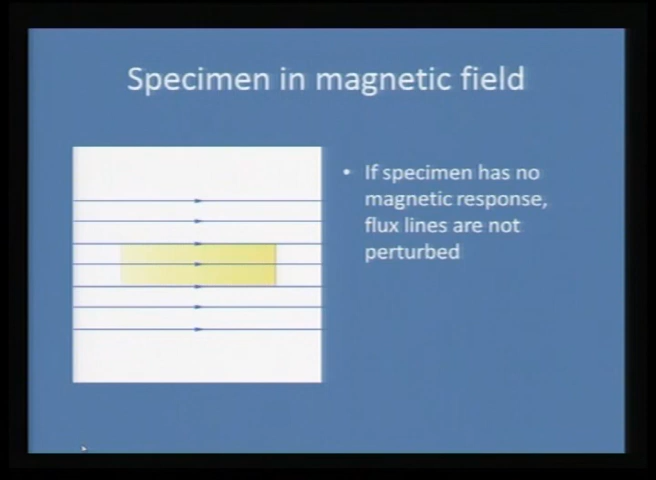 Specimen in magnetic field
• If specimen has no
magnetic response,
flux lines are not
perturbed